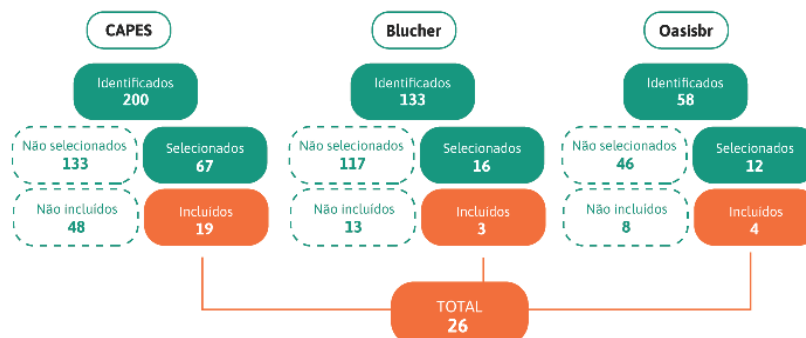 CAPES
Identificados
200
Não selecionados
133
Selecionados
67
Não incluídos
48
Incluídos
19
Blucher
Identificados
133
Não selecionados
117
Selecionados
16
Não incluídos
13
Incluídos
3
Oasisbr
Identificados
58
Não selecionados
46
Selecionados
12
Não incluídos
8
Incluídos
4
TOTAL
26